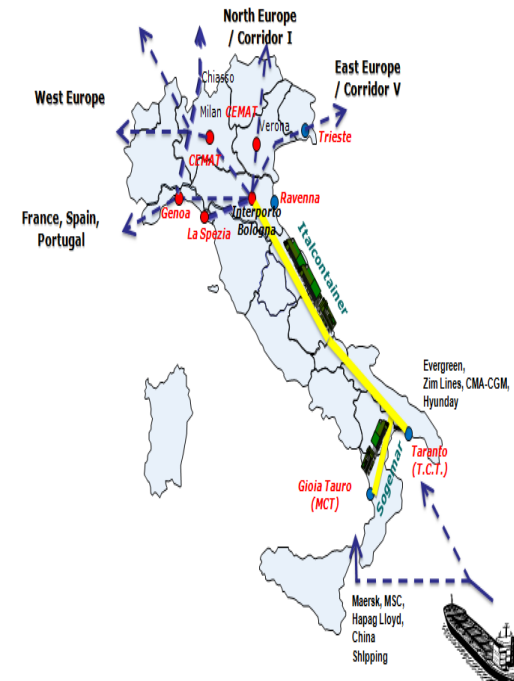 North Europe
/ Corridor I
East Europe
/ Corridor V
West Europe
France, Spain,
Portugal
Chiasso
Milan
CEMAT
Verona
Trieste
CEMAT
Genoa
La Spezia
Interporto
Bologna
Ravenna
Italcontainer
Evergreen,
Zim Lines, CMA-CGM,
Hyunday
Taranto
(T.C.T.)
Gioia Tauro
(MCT)
Sogemar
Maersk, MSC,
Hapag Lloyd,
China
Shipping